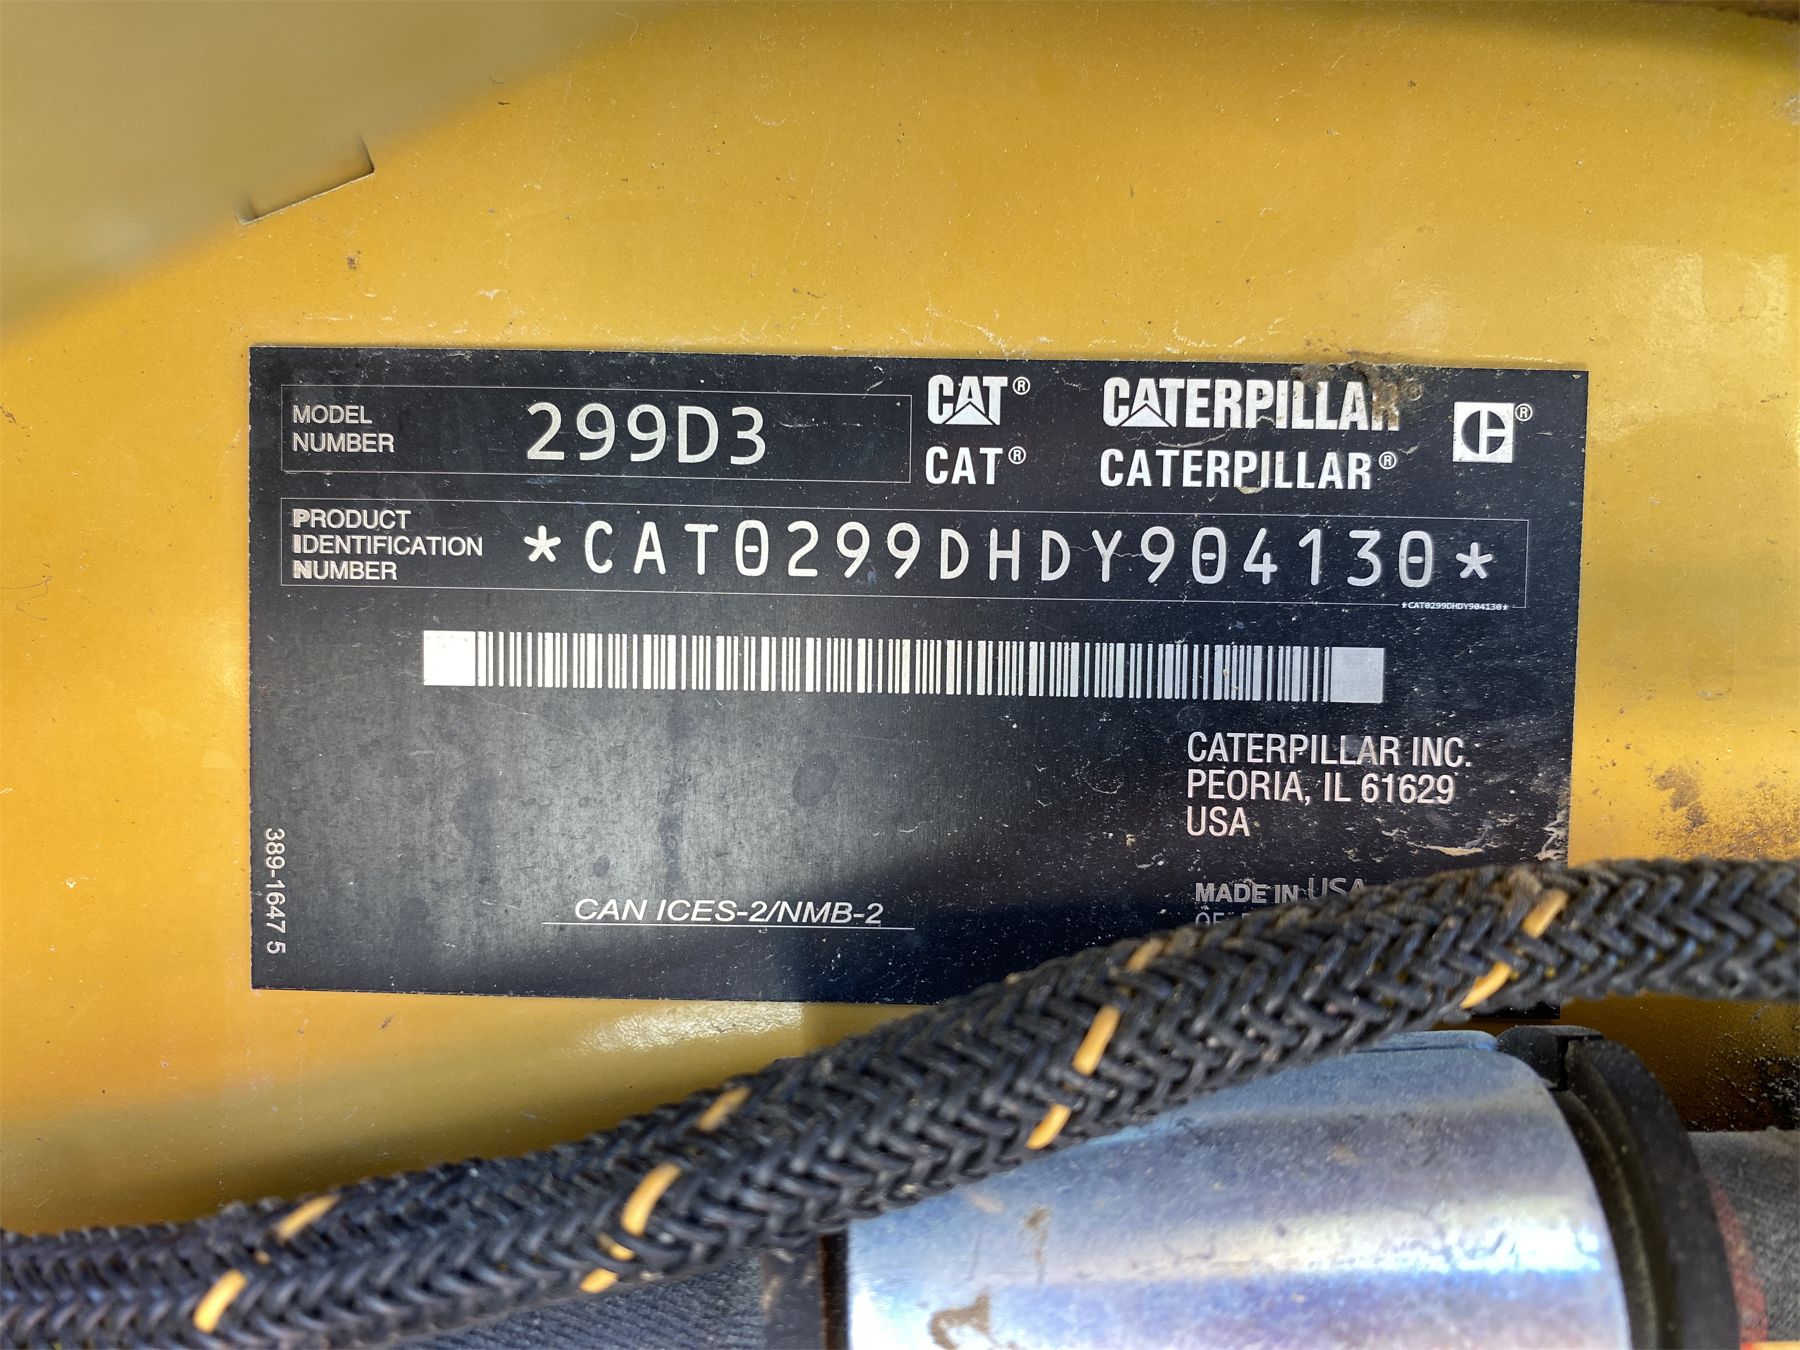 MODEL
NUMBER
299D3
CAT® CATERPILLAR®
CAT® CATERPILLAR®
PRODUCT
IDENTIFICATION
NUMBER
*CAT0299DHDY904130*
*CAT0299DHDY904130*
CATERPILLAR INC.
PEORIA, IL 61629
USA
MADE IN USA
389-1647 5
CAN ICES-2/NMB-2